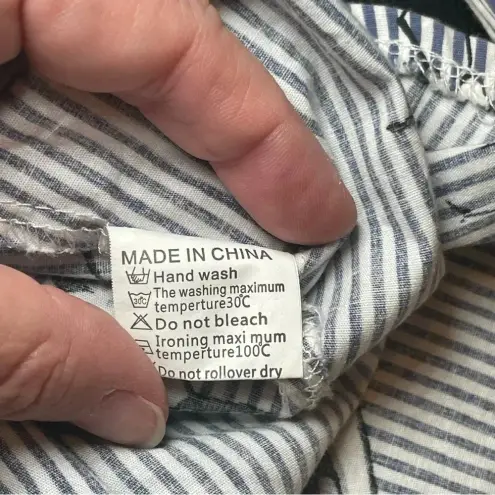 MADE IN CHINA
Hand wash
30℃ The washing maximum
temperture30℃
Do not bleach
Ironing maxi mum
temperture100℃
Do not rollover dry